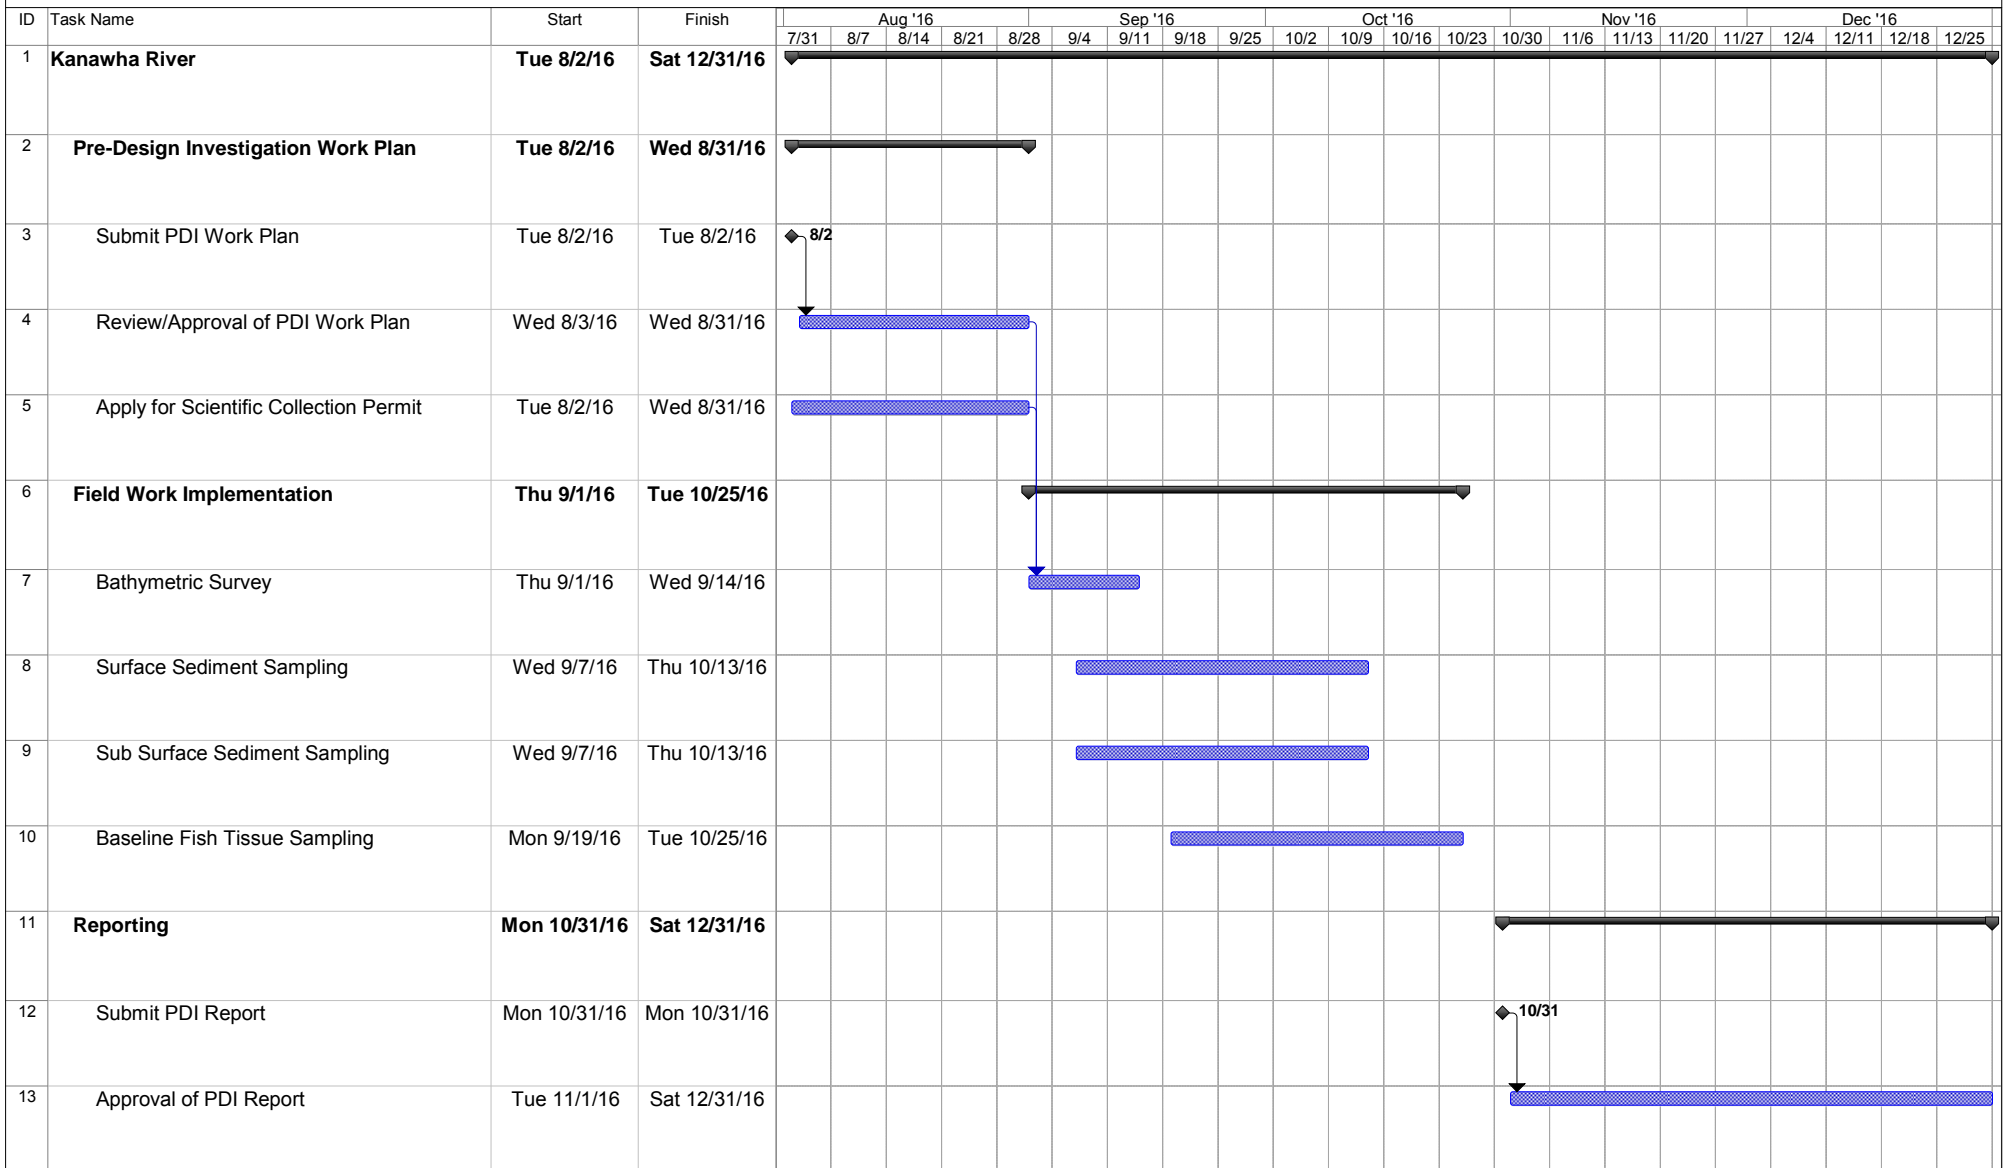 ID Task Name Start Finish Aug '16 Sep '16 Oct '16 Nov '16 Dec '16
7/31 8/7 8/14 8/21 8/28 9/4 9/11 9/18 9/25 10/2 10/9 10/16 10/23 10/30 11/6 11/13 11/20 11/27 12/4 12/11 12/18 12/25
1 Kanawha River Tue 8/2/16 Sat 12/31/16
2 Pre-Design Investigation Work Plan Tue 8/2/16 Wed 8/31/16
3 Submit PDI Work Plan Tue 8/2/16 Tue 8/2/16 8/2
4 Review/Approval of PDI Work Plan Wed 8/3/16 Wed 8/31/16
5 Apply for Scientific Collection Permit Tue 8/2/16 Wed 8/31/16
6 Field Work Implementation Thu 9/1/16 Tue 10/25/16
7 Bathymetric Survey Thu 9/1/16 Wed 9/14/16
8 Surface Sediment Sampling Wed 9/7/16 Thu 10/13/16
9 Sub Surface Sediment Sampling Wed 9/7/16 Thu 10/13/16
10 Baseline Fish Tissue Sampling Mon 9/19/16 Tue 10/25/16
11 Reporting Mon 10/31/16 Sat 12/31/16
12 Submit PDI Report Mon 10/31/16 Mon 10/31/16 10/31
13 Approval of PDI Report Tue 11/1/16 Sat 12/31/16